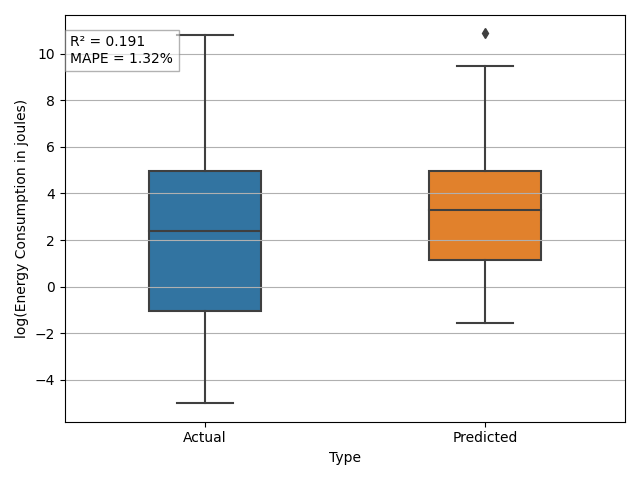 R² = 0.191
MAPE = 1.32%
10
8
6
4
2
0
−2
−4
log(Energy Consumption in joules)
Actual
Predicted
Type